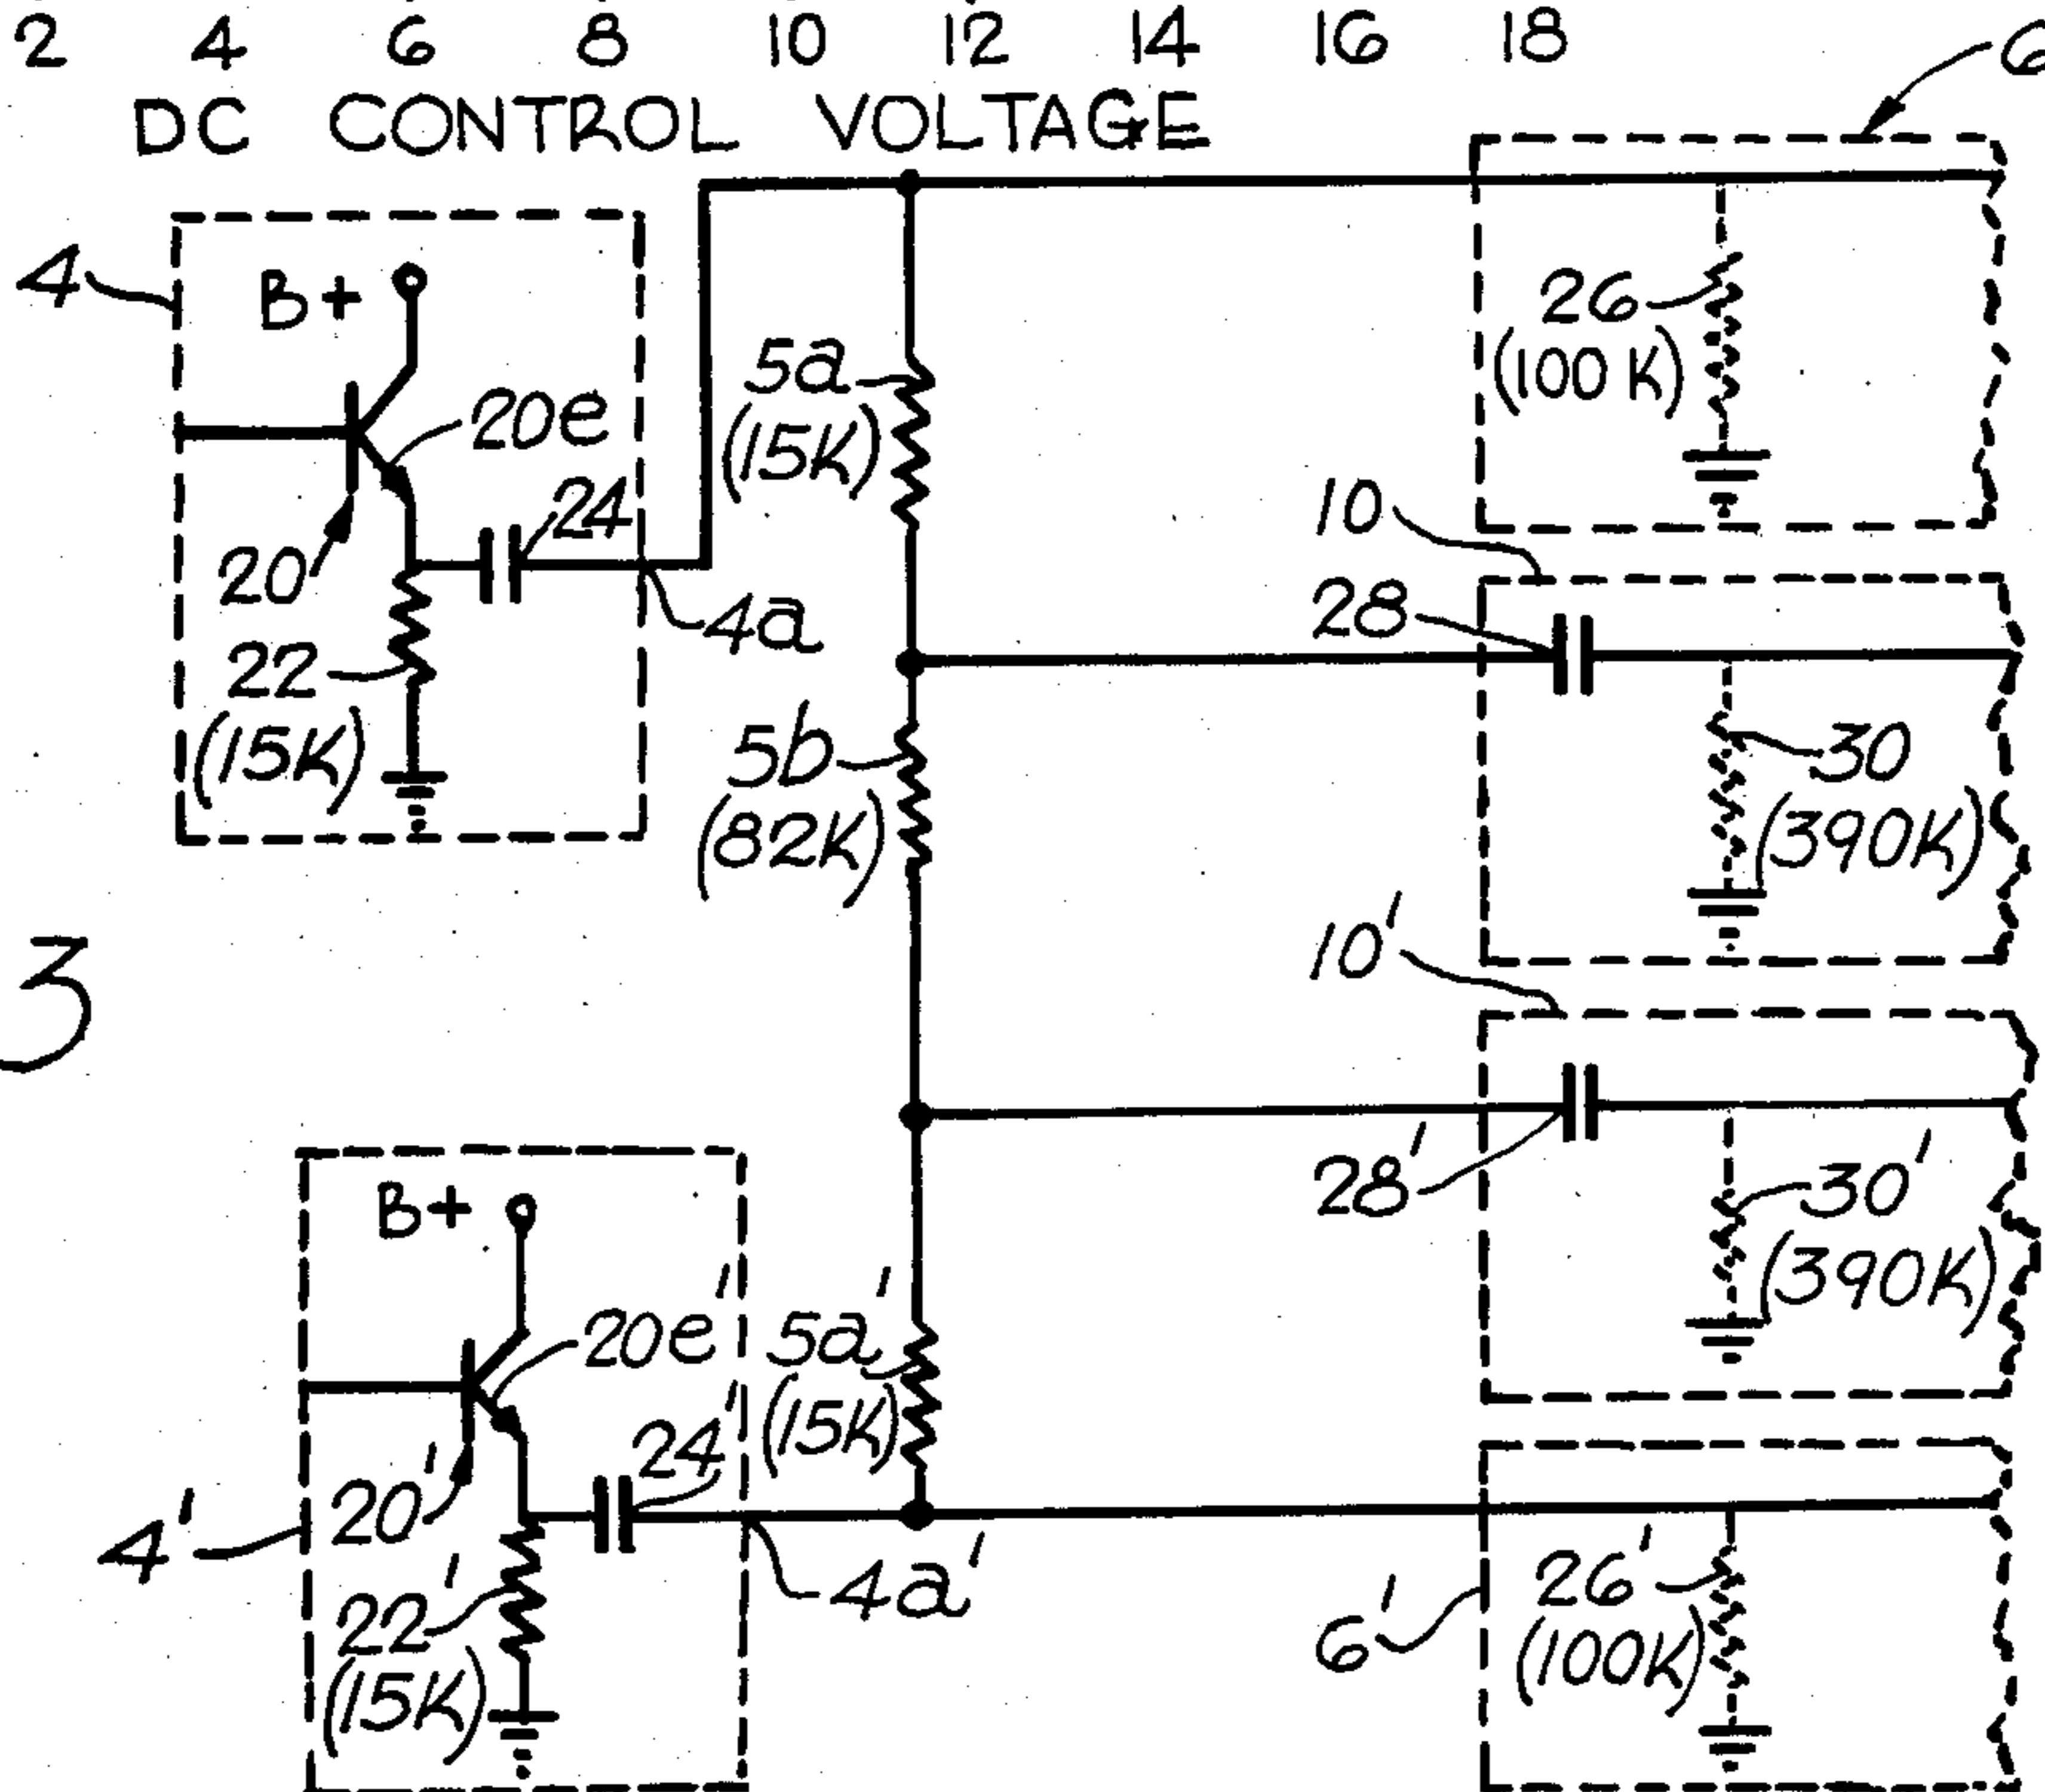 2 4 6 8 10 12 14 16 18
DC CONTROL VOLTAGE
6
4
B+
20e
5a
(15K)
26
(100K)
24
20
10
4a
28
22
(15K)
5b
(82K)
30
(390K)
3
10'
28'
30'
(390K)
B+
20e'
5a'
(15K)
24'
20'
4'
4a'
22'
(15K)
26'
(100K)
6'